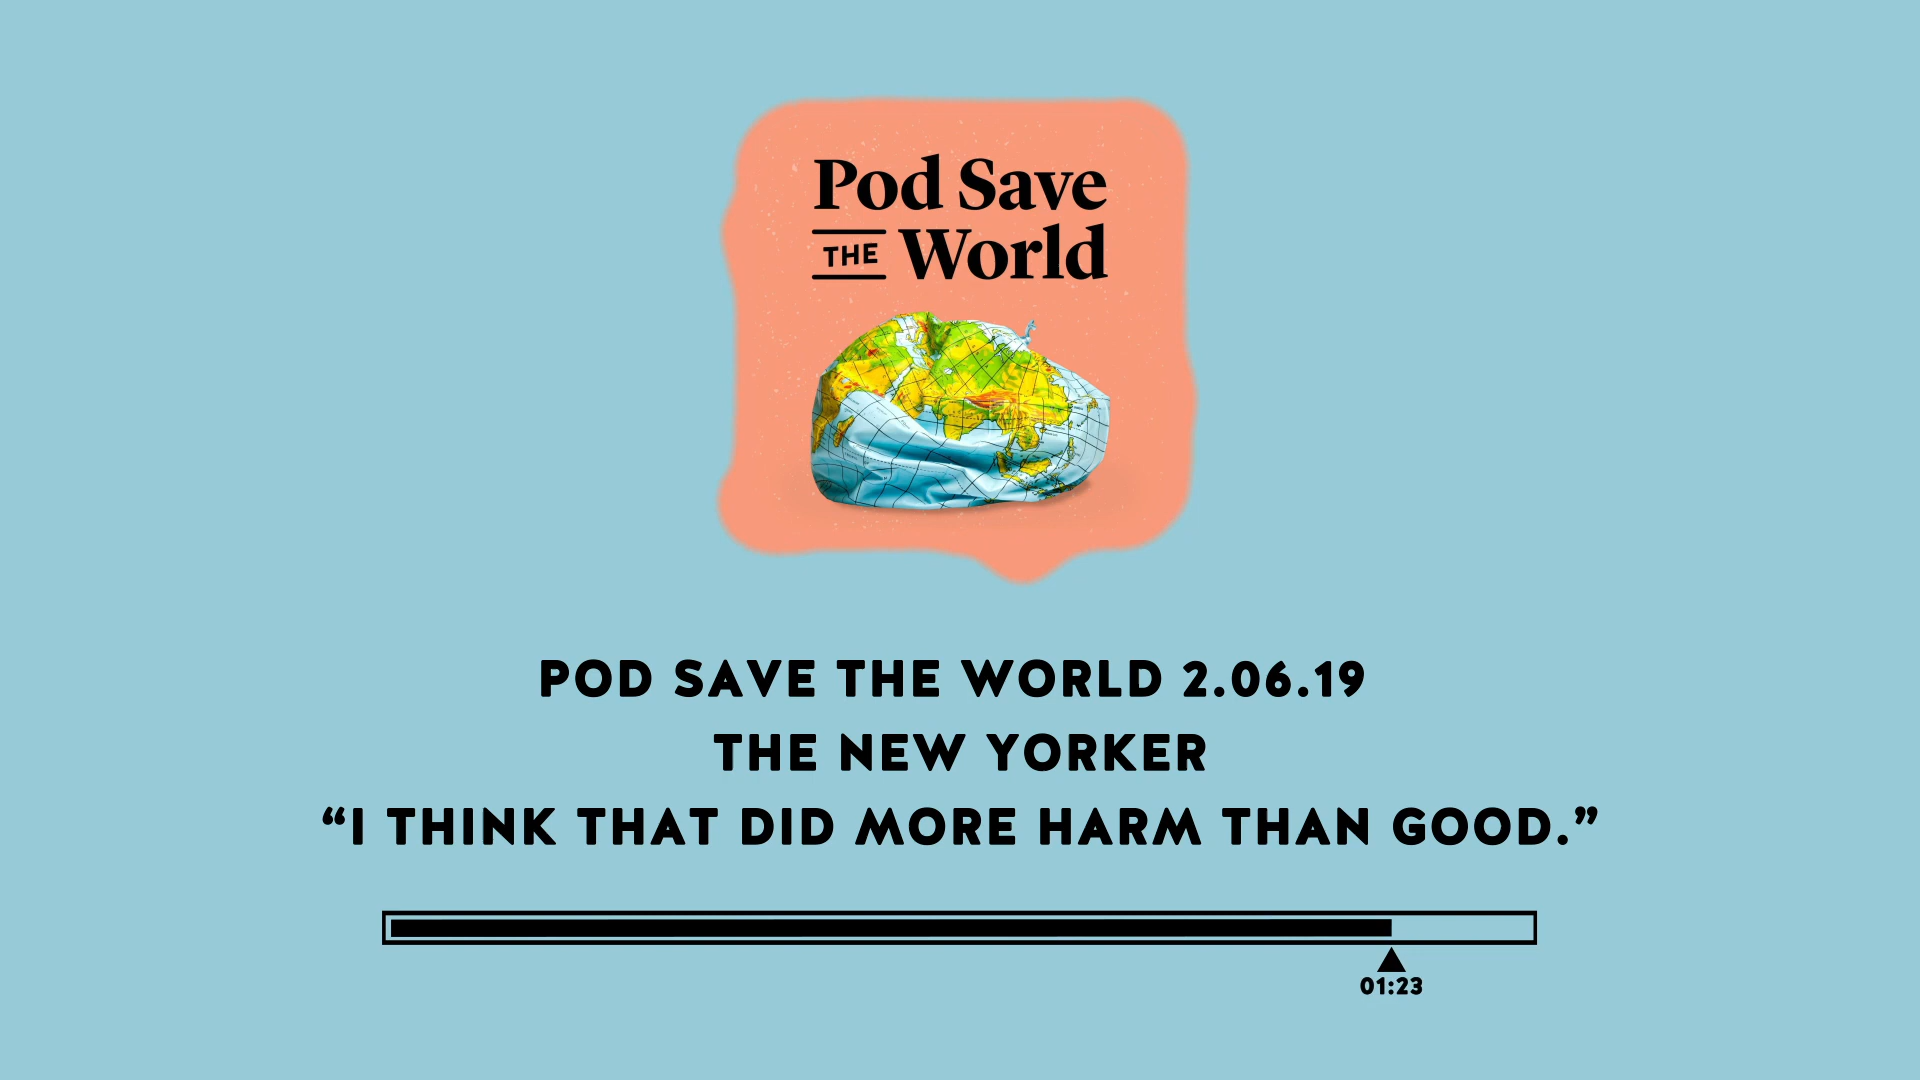 Pod Save
THE World
POD SAVE THE WORLD 2.06.19
THE NEW YORKER
“I THINK THAT DID MORE HARM THAN GOOD.”
01:23